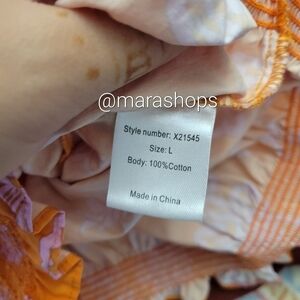 @marashops
Style number: X21545
Size: L
Body: 100%Cotton
Made in China